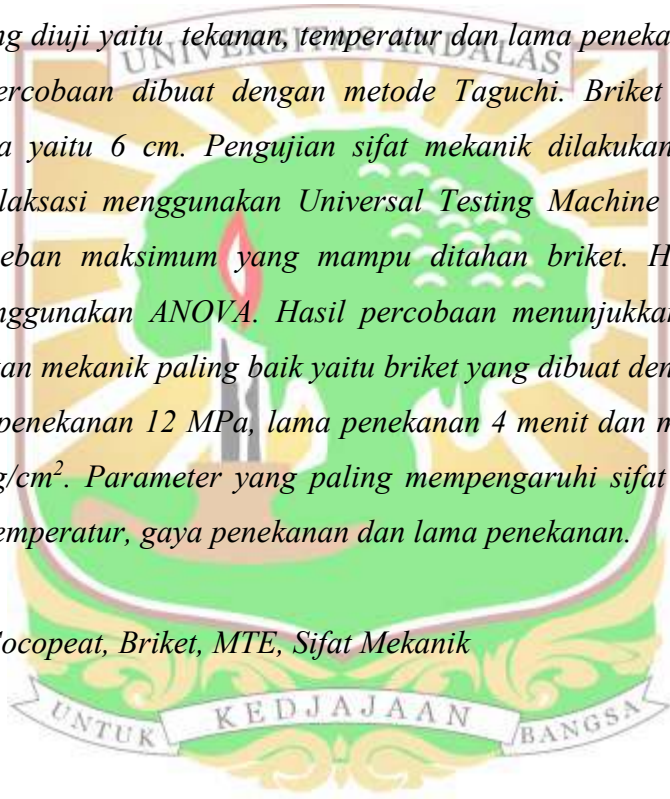 ng diuji yaitu tekanan, temperatur dan lama peneka
UNIVERSITAS ANDALAS
ercobaan dibuat dengan metode Taguchi. Briket
a yaitu 6 cm. Pengujian sifat mekanik dilakukan
laksasi menggunakan Universal Testing Machine
eban maksimum yang mampu ditahan briket. H
nggunakan ANOVA. Hasil percobaan menunjukkan
an mekanik paling baik yaitu briket yang dibuat den
penekanan 12 MPa, lama penekanan 4 menit dan m
g/cm². Parameter yang paling mempengaruhi sifat
emperatur, gaya penekanan dan lama penekanan.
ocopeat, Briket, MTE, Sifat Mekanik
UNTUK KEDJAJAAN BANGSA